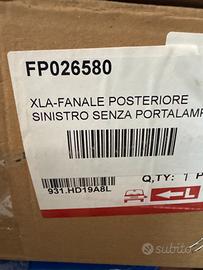 FP026580
XLA-FANALE POSTERIORE
SINISTRO SENZA PORTALAMP
Q.TY: 1 P
931.HD19A8L
L
subito